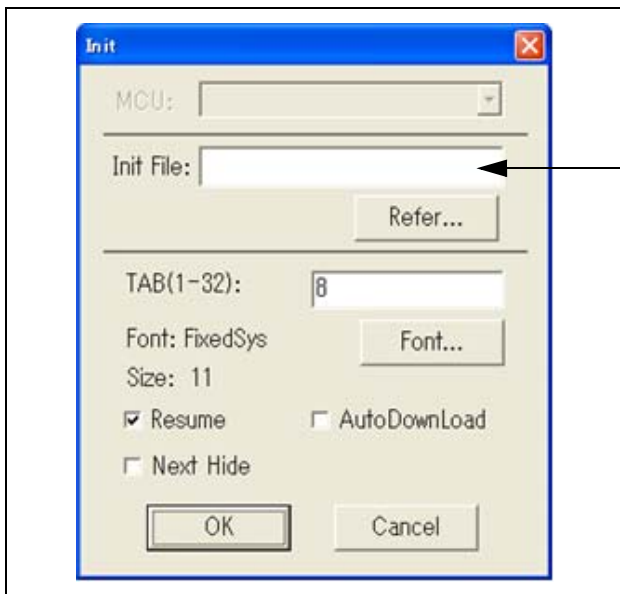 Init
MCU:
Init File:
Refer...
TAB(1-32): 8
Font: FixedSys Font...
Size: 11
Resume AutoDownLoad
Next Hide
OK Cancel